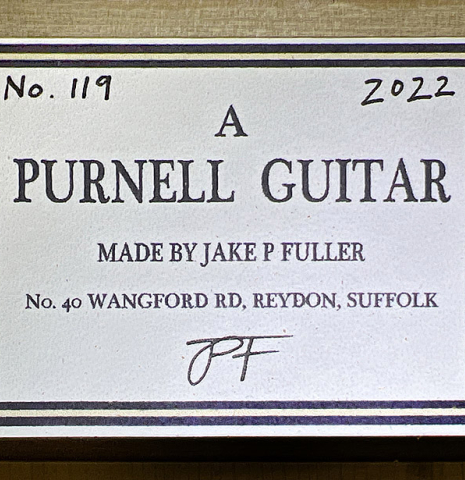 No. 119 2022
A
PURNELL GUITAR
MADE BY JAKE P FULLER
No. 40 WANGFORD RD, REYDON, SUFFOLK
JPF